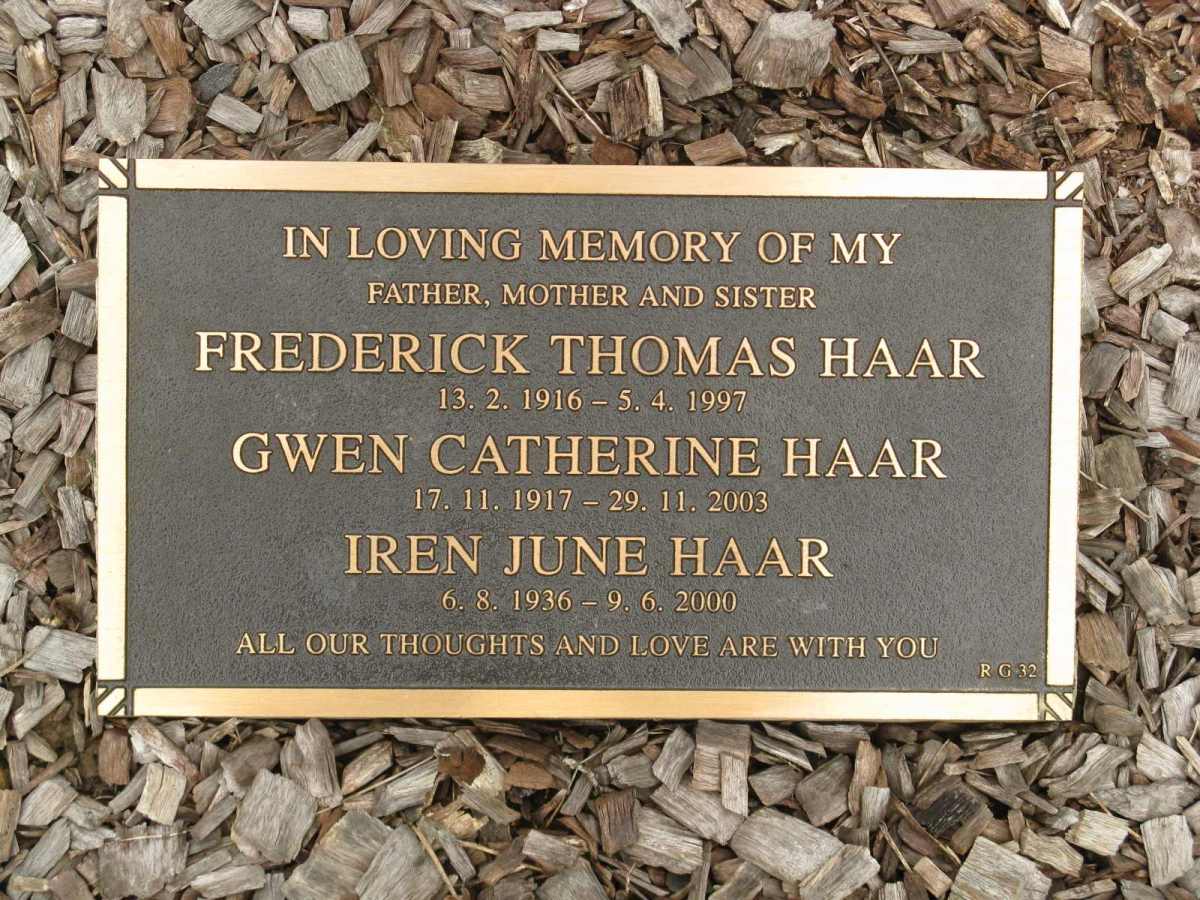 IN LOVING MEMORY OF MY
FATHER, MOTHER AND SISTER
FREDERICK THOMAS HAAR
13. 2. 1916 – 5. 4. 1997
GWEN CATHERINE HAAR
17. 11. 1917 – 29. 11. 2003
IREN JUNE HAAR
6. 8. 1936 – 9. 6. 2000
ALL OUR THOUGHTS AND LOVE ARE WITH YOU
R G 32